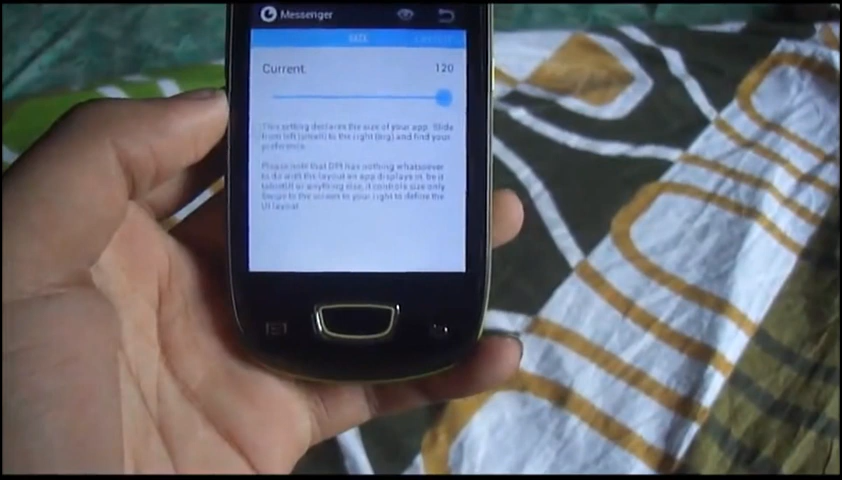 Messenger
SIZE LAYOUT
Current: 120
This setting declares the size of your app. Slide
from left (small) to the right (big) and find your
preference.
Please note that DPI has nothing whatsoever
to do with the layout an app displays in, be it
tabletUI or anything else, it controls size only.
Swipe to the screen to your right to define the
UI layout.